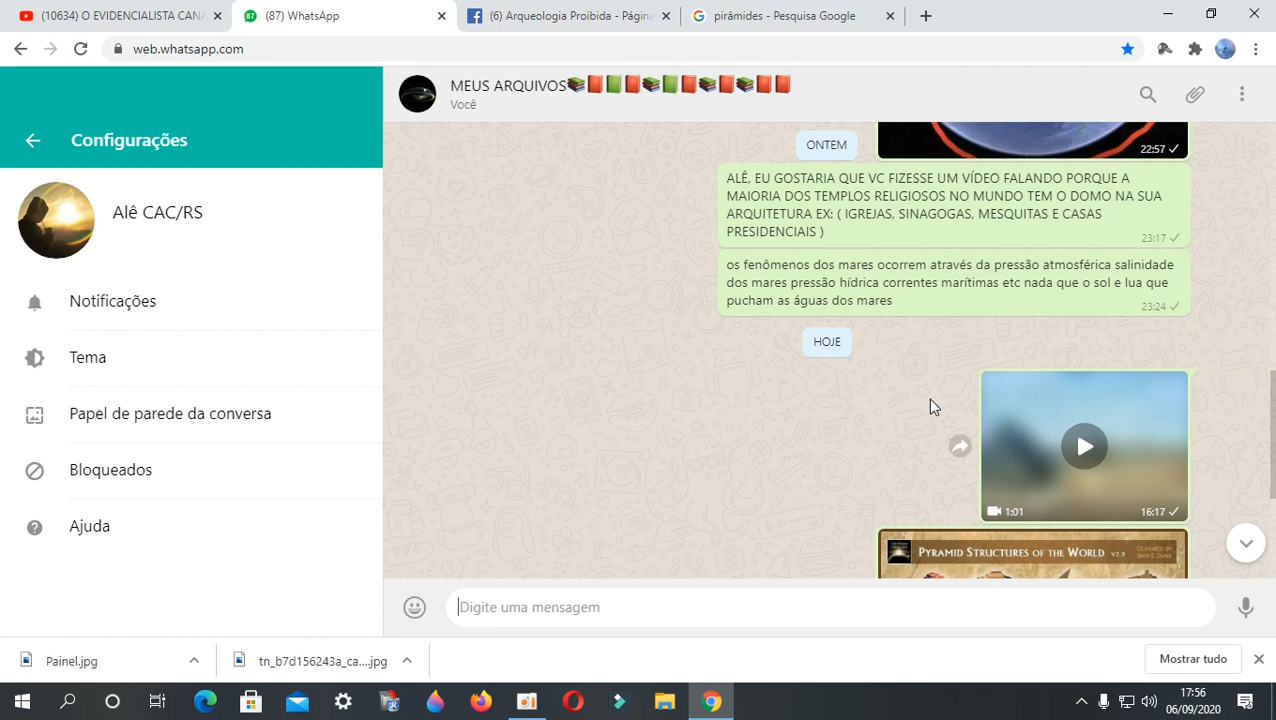 (10634) O EVIDENCIALISTA CANA
(87) WhatsApp
(6) Arqueologia Proibida - Página
pirâmides - Pesquisa Google
web.whatsapp.com
Configurações
Alê CAC/RS
Notificações
Tema
Papel de parede da conversa
Bloqueados
Ajuda
MEUS ARQUIVOS
Você
22:57
ONTEM
ALÊ, EU GOSTARIA QUE VC FIZESSE UM VÍDEO FALANDO PORQUE A
MAIORIA DOS TEMPLOS RELIGIOSOS NO MUNDO TEM O DOMO NA SUA
ARQUITETURA EX: ( IGREJAS, SINAGOGAS, MESQUITAS E CASAS
PRESIDENCIAIS )
23:17
os fenômenos dos mares ocorrem através da pressão atmosférica salinidade
dos mares pressão hídrica correntes marítimas etc nada que o sol e lua que
pucham as águas dos mares
23:24
HOJE
1:01
16:17
PYRAMID STRUCTURES OF THE WORLD V2.0
DESIGNED BY
Digite uma mensagem
Painel.jpg
tn_b7d156243a_ca....jpg
Mostrar tudo
17:56
06/09/2020